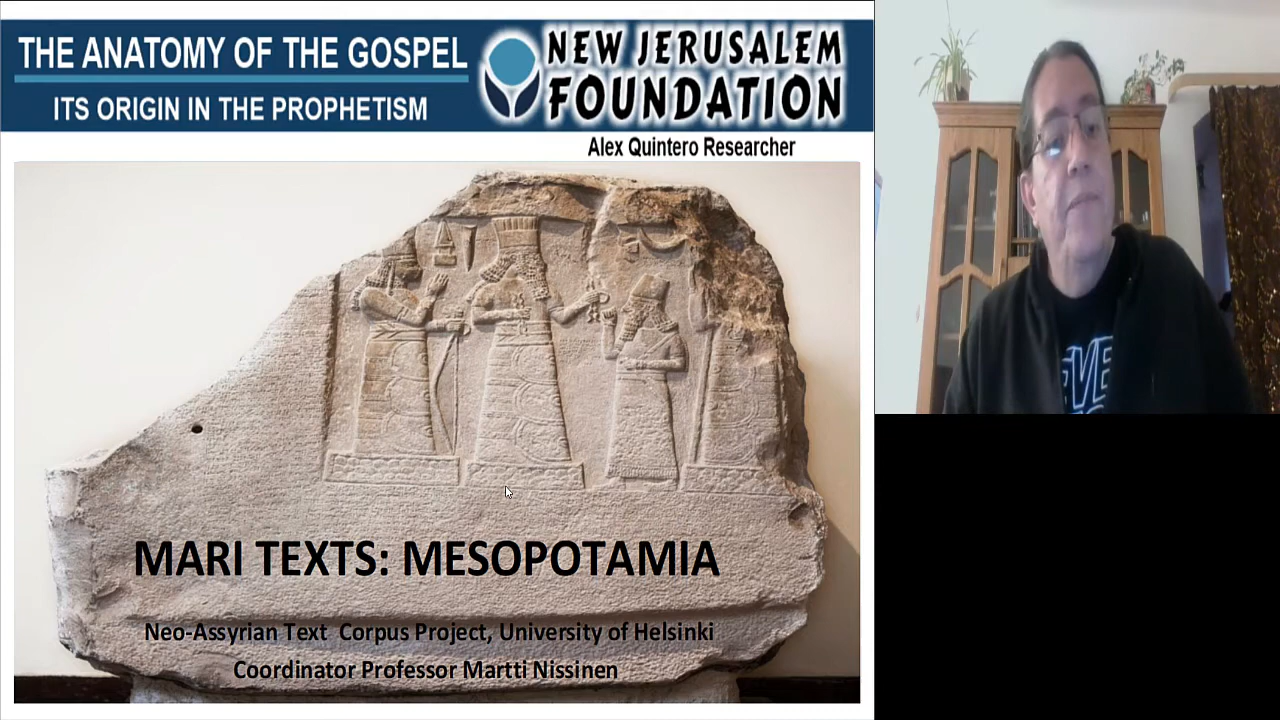 THE ANATOMY OF THE GOSPEL
ITS ORIGIN IN THE PROPHETISM
NEW JERUSALEM
FOUNDATION
Alex Quintero Researcher
MARI TEXTS: MESOPOTAMIA
Neo-Assyrian Text Corpus Project, University of Helsinki
Coordinator Professor Martti Nissinen